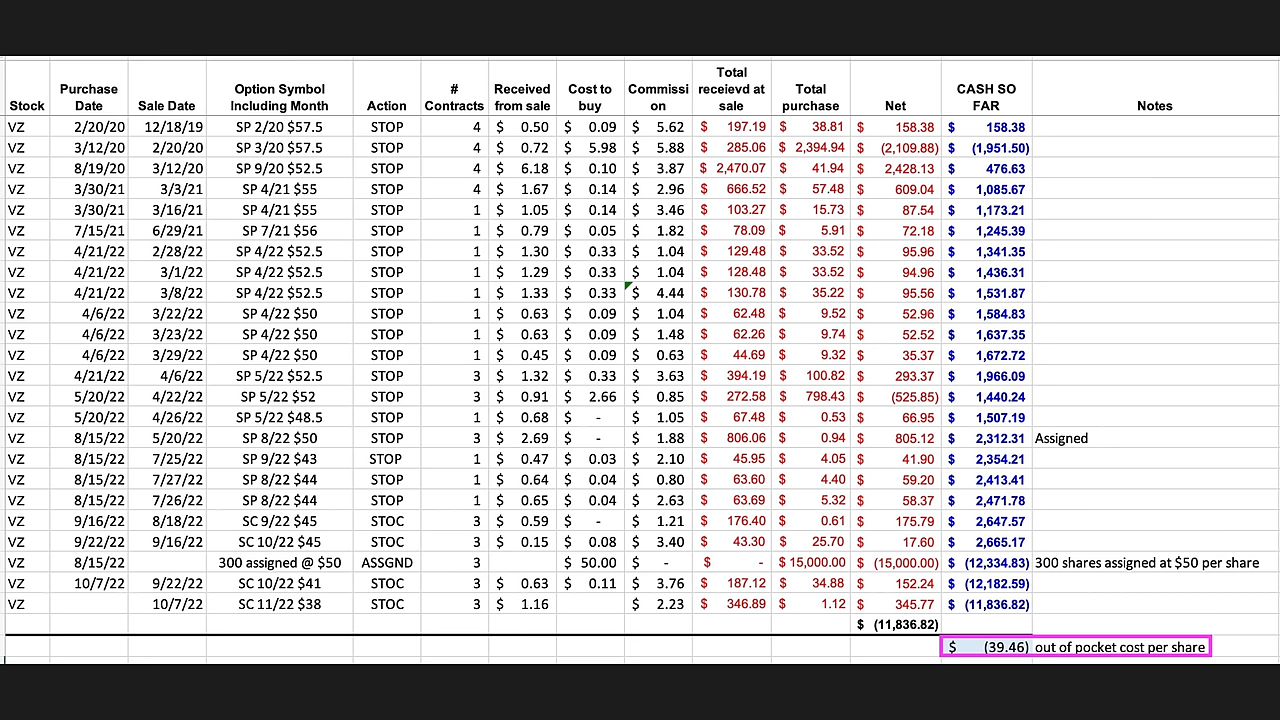 Stock Purchase Date Sale Date Option Symbol Including Month Action # Contracts Received from sale Cost to buy Commissi on Total receievd at sale Total purchase Net CASH SO FAR Notes
VZ 2/20/20 12/18/19 SP 2/20 $57.5 STOP 4 $ 0.50 $ 0.09 $ 5.62 $ 197.19 $ 38.81 $ 158.38 $ 158.38
VZ 3/12/20 2/20/20 SP 3/20 $57.5 STOP 4 $ 0.72 $ 5.98 $ 5.88 $ 285.06 $ 2,394.94 $ (2,109.88) $ (1,951.50)
VZ 8/19/20 3/12/20 SP 9/20 $52.5 STOP 4 $ 6.18 $ 0.10 $ 3.87 $ 2,470.07 $ 41.94 $ 2,428.13 $ 476.63
VZ 3/30/21 3/3/21 SP 4/21 $55 STOP 4 $ 1.67 $ 0.14 $ 2.96 $ 666.52 $ 57.48 $ 609.04 $ 1,085.67
VZ 3/30/21 3/16/21 SP 4/21 $55 STOP 1 $ 1.05 $ 0.14 $ 3.46 $ 103.27 $ 15.73 $ 87.54 $ 1,173.21
VZ 7/15/21 6/29/21 SP 7/21 $56 STOP 1 $ 0.79 $ 0.05 $ 1.82 $ 78.09 $ 5.91 $ 72.18 $ 1,245.39
VZ 4/21/22 2/28/22 SP 4/22 $52.5 STOP 1 $ 1.30 $ 0.33 $ 1.04 $ 129.48 $ 33.52 $ 95.96 $ 1,341.35
VZ 4/21/22 3/1/22 SP 4/22 $52.5 STOP 1 $ 1.29 $ 0.33 $ 1.04 $ 128.48 $ 33.52 $ 94.96 $ 1,436.31
VZ 4/21/22 3/8/22 SP 4/22 $52.5 STOP 1 $ 1.33 $ 0.33 $ 4.44 $ 130.78 $ 35.22 $ 95.56 $ 1,531.87
VZ 4/6/22 3/22/22 SP 4/22 $50 STOP 1 $ 0.63 $ 0.09 $ 1.04 $ 62.48 $ 9.52 $ 52.96 $ 1,584.83
VZ 4/6/22 3/23/22 SP 4/22 $50 STOP 1 $ 0.63 $ 0.09 $ 1.48 $ 62.26 $ 9.74 $ 52.52 $ 1,637.35
VZ 4/6/22 3/29/22 SP 4/22 $50 STOP 1 $ 0.45 $ 0.09 $ 0.63 $ 44.69 $ 9.32 $ 35.37 $ 1,672.72
VZ 4/21/22 4/6/22 SP 5/22 $52.5 STOP 3 $ 1.32 $ 0.33 $ 3.63 $ 394.19 $ 100.82 $ 293.37 $ 1,966.09
VZ 5/20/22 4/22/22 SP 5/22 $52 STOP 3 $ 0.91 $ 2.66 $ 0.85 $ 272.58 $ 798.43 $ (525.85) $ 1,440.24
VZ 5/20/22 4/26/22 SP 5/22 $48.5 STOP 1 $ 0.68 $ - $ 1.05 $ 67.48 $ 0.53 $ 66.95 $ 1,507.19
VZ 8/15/22 5/20/22 SP 8/22 $50 STOP 3 $ 2.69 $ - $ 1.88 $ 806.06 $ 0.94 $ 805.12 $ 2,312.31 Assigned
VZ 8/15/22 7/25/22 SP 9/22 $43 STOP 1 $ 0.47 $ 0.03 $ 2.10 $ 45.95 $ 4.05 $ 41.90 $ 2,354.21
VZ 8/15/22 7/27/22 SP 8/22 $44 STOP 1 $ 0.64 $ 0.04 $ 0.80 $ 63.60 $ 4.40 $ 59.20 $ 2,413.41
VZ 8/15/22 7/26/22 SP 8/22 $44 STOP 1 $ 0.65 $ 0.04 $ 2.63 $ 63.69 $ 5.32 $ 58.37 $ 2,471.78
VZ 9/16/22 8/18/22 SC 9/22 $45 STOC 3 $ 0.59 $ - $ 1.21 $ 176.40 $ 0.61 $ 175.79 $ 2,647.57
VZ 9/22/22 9/16/22 SC 10/22 $45 STOC 3 $ 0.15 $ 0.08 $ 3.40 $ 43.30 $ 25.70 $ 17.60 $ 2,665.17
VZ 8/15/22 300 assigned @ $50 ASSGND 3 $ 50.00 $ - $ - $ 15,000.00 $ (15,000.00) $ (12,334.83) 300 shares assigned at $50 per share
VZ 10/7/22 9/22/22 SC 10/22 $41 STOC 3 $ 0.63 $ 0.11 $ 3.76 $ 187.12 $ 34.88 $ 152.24 $ (12,182.59)
VZ 10/7/22 SC 11/22 $38 STOC 3 $ 1.16 $ 2.23 $ 346.89 $ 1.12 $ 345.77 $ (11,836.82)
$ (11,836.82)
$ (39.46) out of pocket cost per share